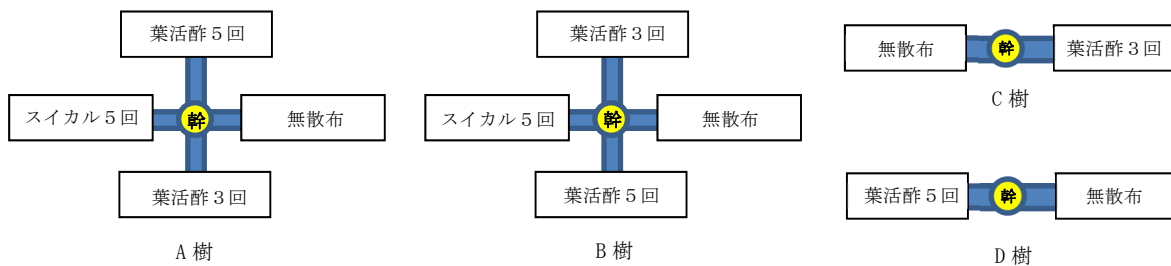 葉活酢５回
スイカル５回
幹
無散布
葉活酢３回
A 樹
葉活酢３回
スイカル５回
幹
無散布
葉活酢５回
B 樹
無散布
幹
葉活酢３回
C 樹
葉活酢５回
幹
無散布
D 樹